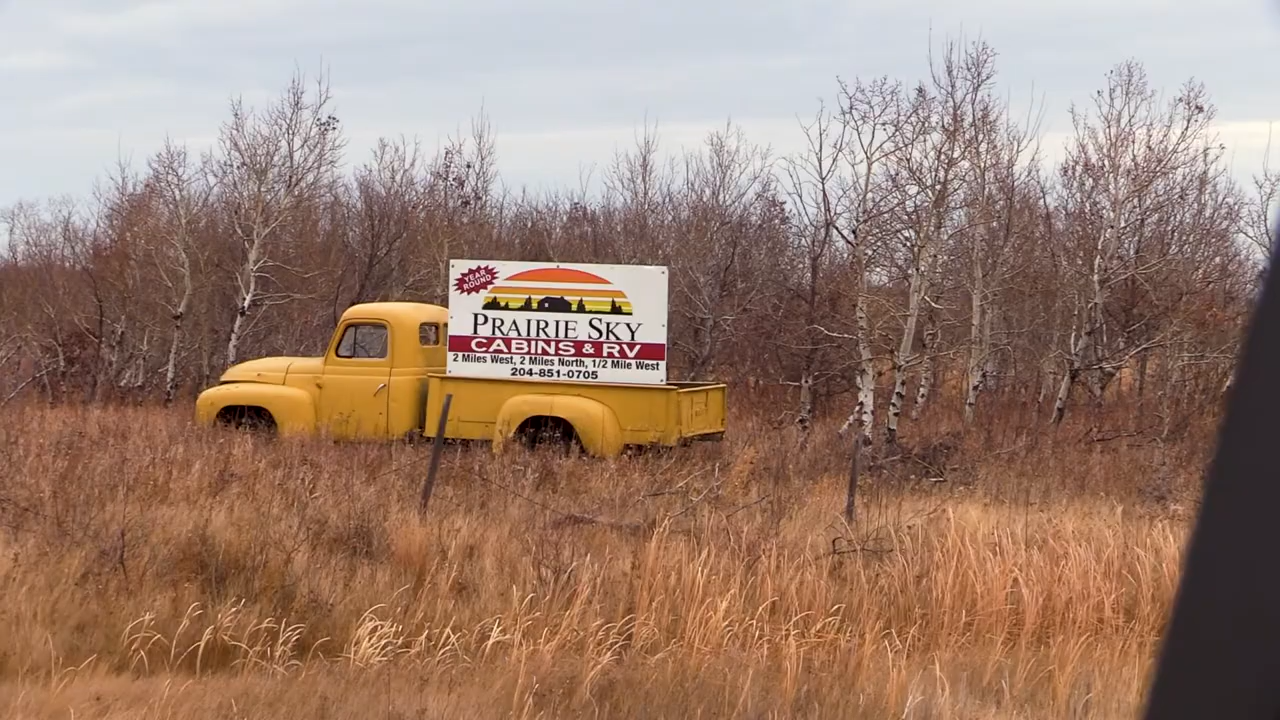 YEAR
ROUND
PRAIRIE SKY
CABINS & RV
2 Miles West, 2 Miles North, 1/2 Mile West
204-851-0705